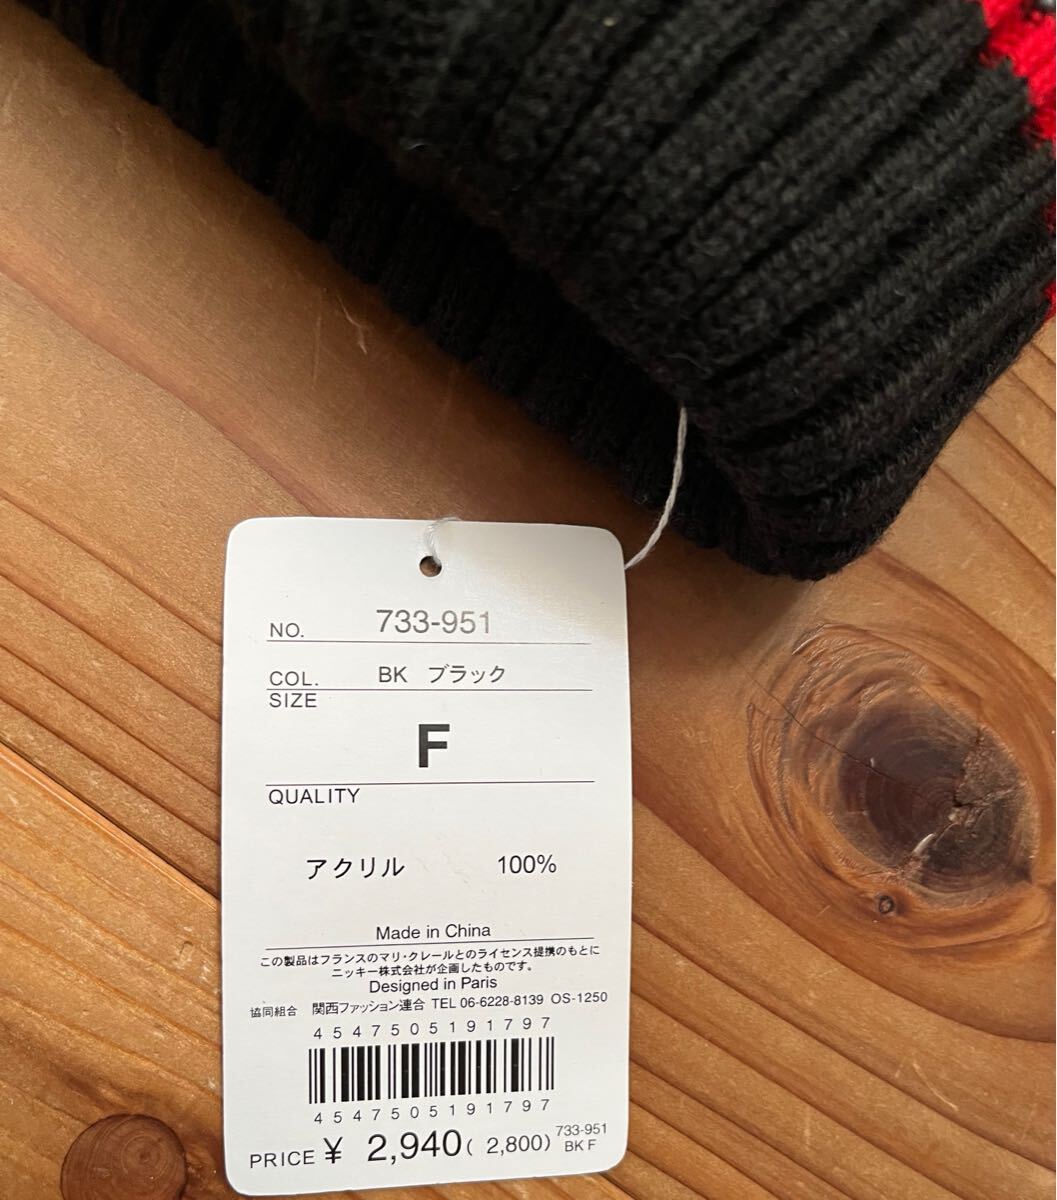 NO. 733-951
COL. BK ブラック
SIZE
F
QUALITY
アクリル 100%
Made in China
この製品はフランスのマリ・クレールとのライセンス提携のもとに
ニッキー株式会社が企画したものです。
Designed in Paris
協同組合 関西ファッション連合 TEL 06-6228-8139 OS-1250
4547505191797
4547505191797
733-951
PRICE ¥ 2,940 ( 2,800) BK F